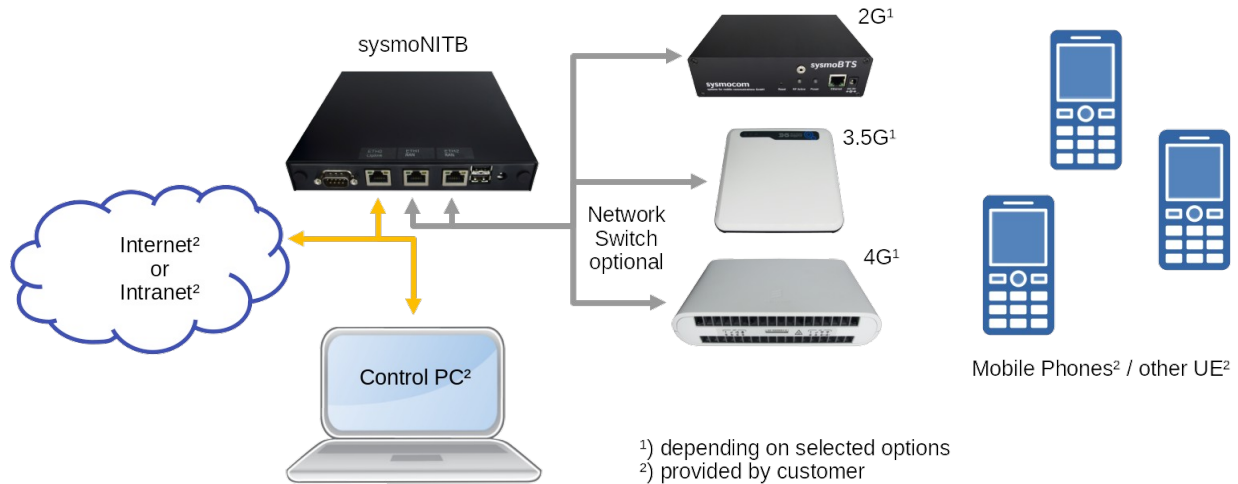 sysmoNITB
2G¹
sysmoBTS
sysmocom
3.5G¹
Network
Switch
optional
4G¹
Internet²
or
Intranet²
Control PC²
Mobile Phones² / other UE²
¹) depending on selected options
²) provided by customer